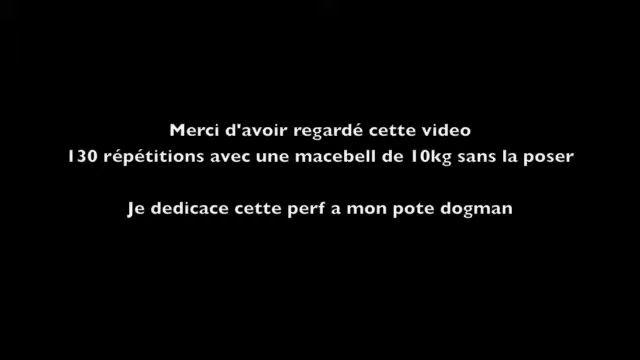 Merci d'avoir regardé cette video
130 répétitions avec une macebell de 10kg sans la poser
Je dedicace cette perf a mon pote dogman